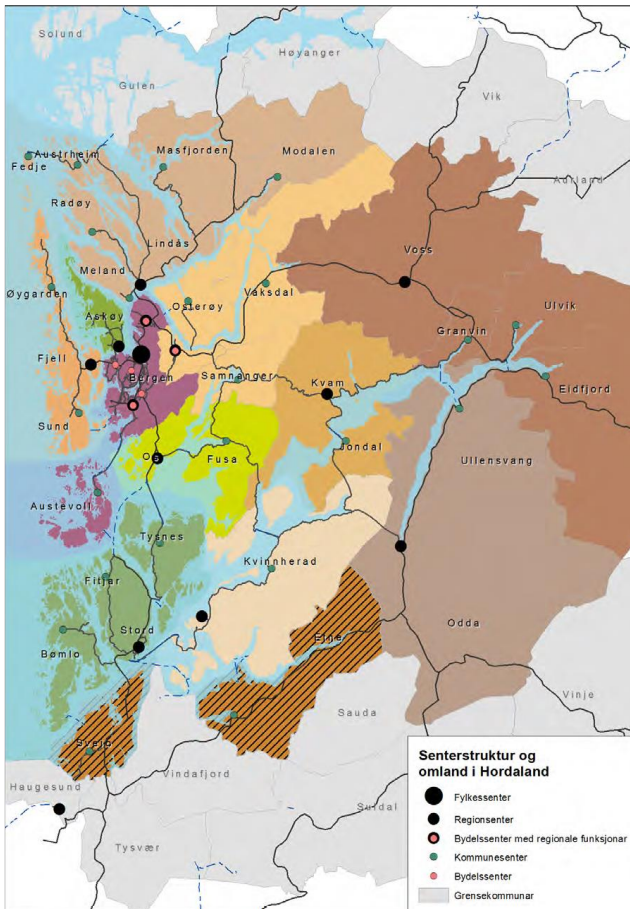 Solund
Høyanger
Gulen
Vik
Aurland
Masfjorden
Austrheim
Fedje
Modalen
Radøy
Lindås
Voss
Meland
Vaksdal
Øygarden
Osterøy
Ulvik
Askøy
Granvin
Fjell
Bergen
Samnanger
Kvam
Eidfjord
Sund
Jondal
Os
Fusa
Ullensvang
Austevoll
Tysnes
Kvinnherad
Fitjar
Odda
Stord
Etne
Bømlo
Vinje
Sauda
Sveio
Vindafjord
Haugesund
Suldal
Tysvær
Senterstruktur og
omland i Hordaland
Fylkessenter
Regionsenter
Bydelssenter med regionale funksjonar
Kommunesenter
Bydelssenter
Grensekommunar